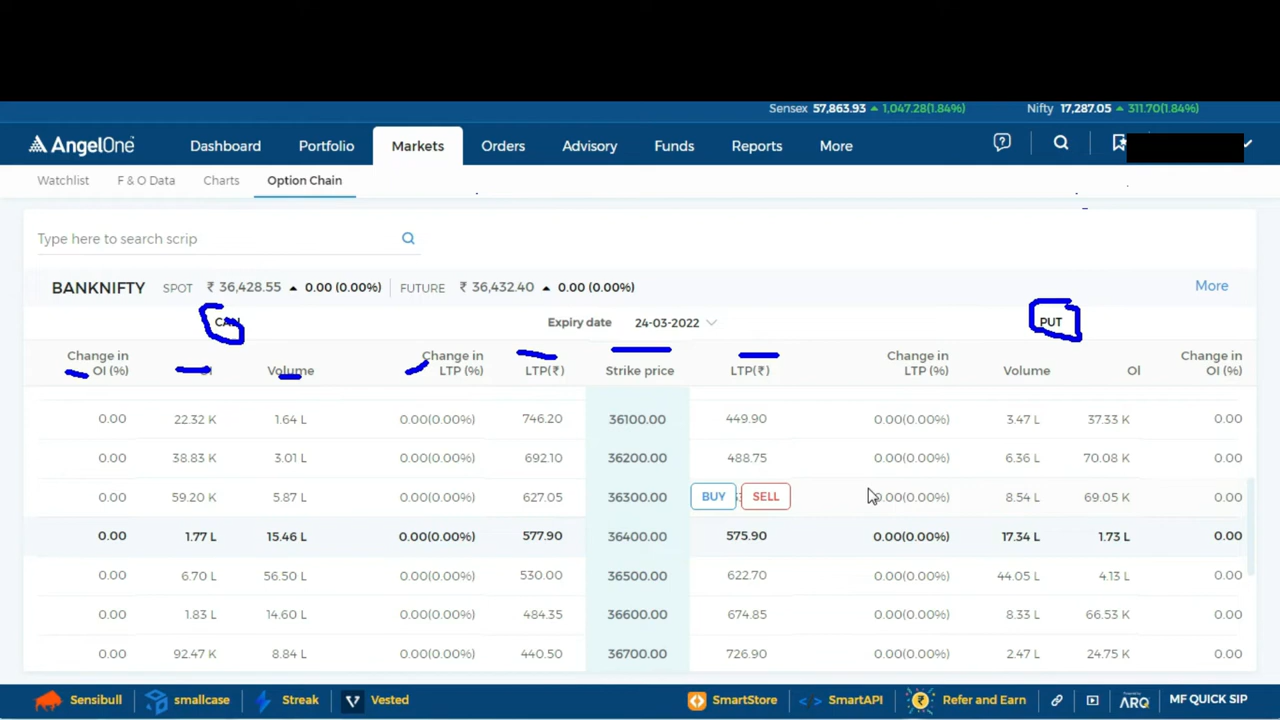 Sensex 57,863.93 1,047.28(1.84%) Nifty 17,287.05 311.70(1.84%)
AngelOne Dashboard Portfolio Markets Orders Advisory Funds Reports More
Watchlist F & O Data Charts Option Chain
Type here to search scrip
BANKNIFTY SPOT ₹ 36,428.55 0.00 (0.00%) FUTURE ₹ 36,432.40 0.00 (0.00%) More
Expiry date 24-03-2022 PUT
Change in OI (%) Volume Change in LTP (%) LTP(₹) Strike price LTP(₹) Change in LTP (%) Volume OI Change in OI (%)
0.00 22.32 K 1.64 L 0.00(0.00%) 746.20 36100.00 449.90 0.00(0.00%) 3.47 L 37.33 K 0.00
0.00 38.83 K 3.01 L 0.00(0.00%) 692.10 36200.00 488.75 0.00(0.00%) 6.36 L 70.08 K 0.00
0.00 59.20 K 5.87 L 0.00(0.00%) 627.05 36300.00 BUY SELL 0.00(0.00%) 8.54 L 69.05 K 0.00
0.00 1.77 L 15.46 L 0.00(0.00%) 577.90 36400.00 575.90 0.00(0.00%) 17.34 L 1.73 L 0.00
0.00 6.70 L 56.50 L 0.00(0.00%) 530.00 36500.00 622.70 0.00(0.00%) 44.05 L 4.13 L 0.00
0.00 1.83 L 14.60 L 0.00(0.00%) 484.35 36600.00 674.85 0.00(0.00%) 8.33 L 66.53 K 0.00
0.00 92.47 K 8.84 L 0.00(0.00%) 440.50 36700.00 726.90 0.00(0.00%) 2.47 L 24.75 K 0.00
Sensibull smallcase Streak Vested SmartStore SmartAPI Refer and Earn ARQ MF QUICK SIP